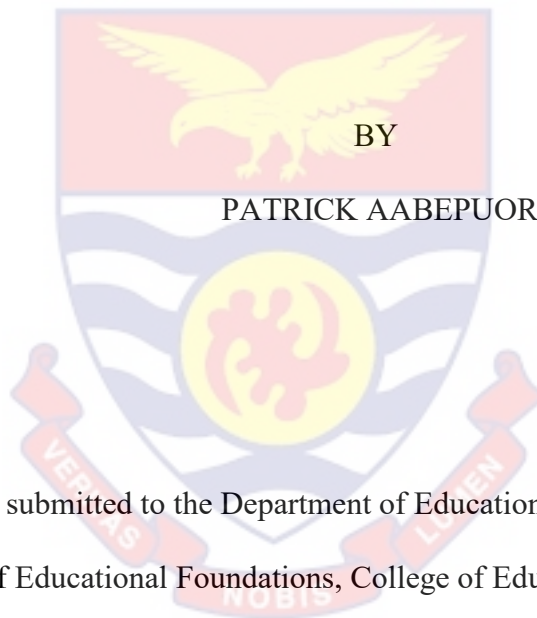 BY
PATRICK AABEPUOR
submitted to the Department of Education
f Educational Foundations, College of Edu
VERITAS
NOBIS
LUMEN